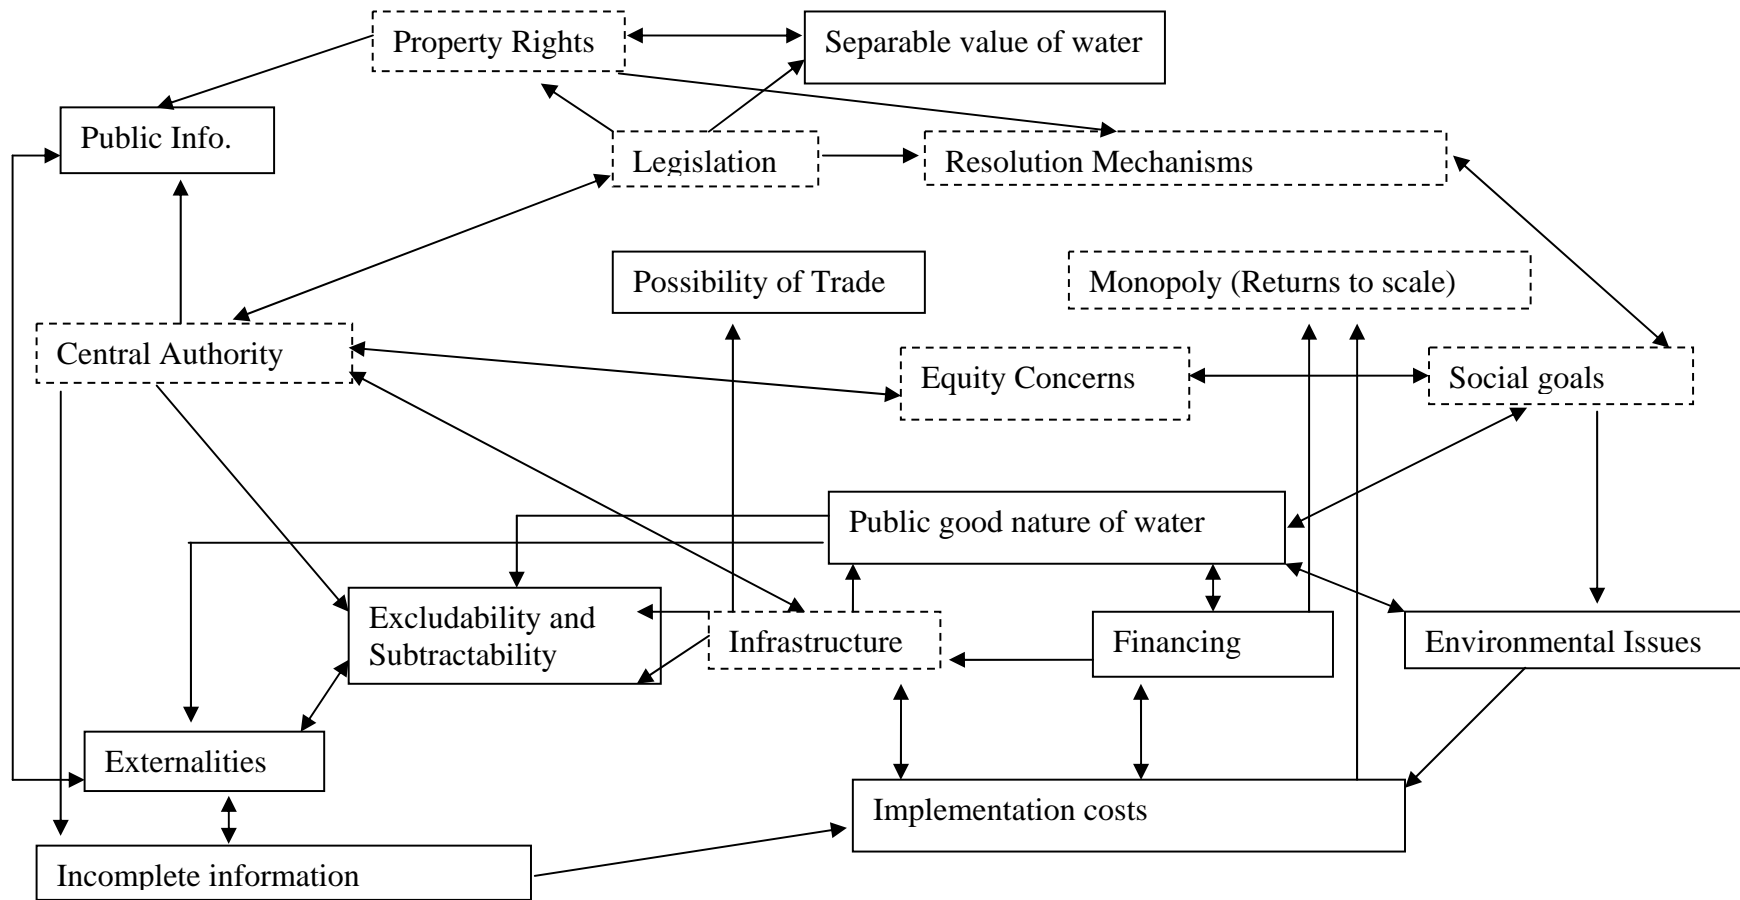 Property Rights
Separable value of water
Public Info.
Legislation
Resolution Mechanisms
Possibility of Trade
Monopoly (Returns to scale)
Central Authority
Equity Concerns
Social goals
Public good nature of water
Excludability and
Subtractability
Infrastructure
Financing
Environmental Issues
Externalities
Implementation costs
Incomplete information